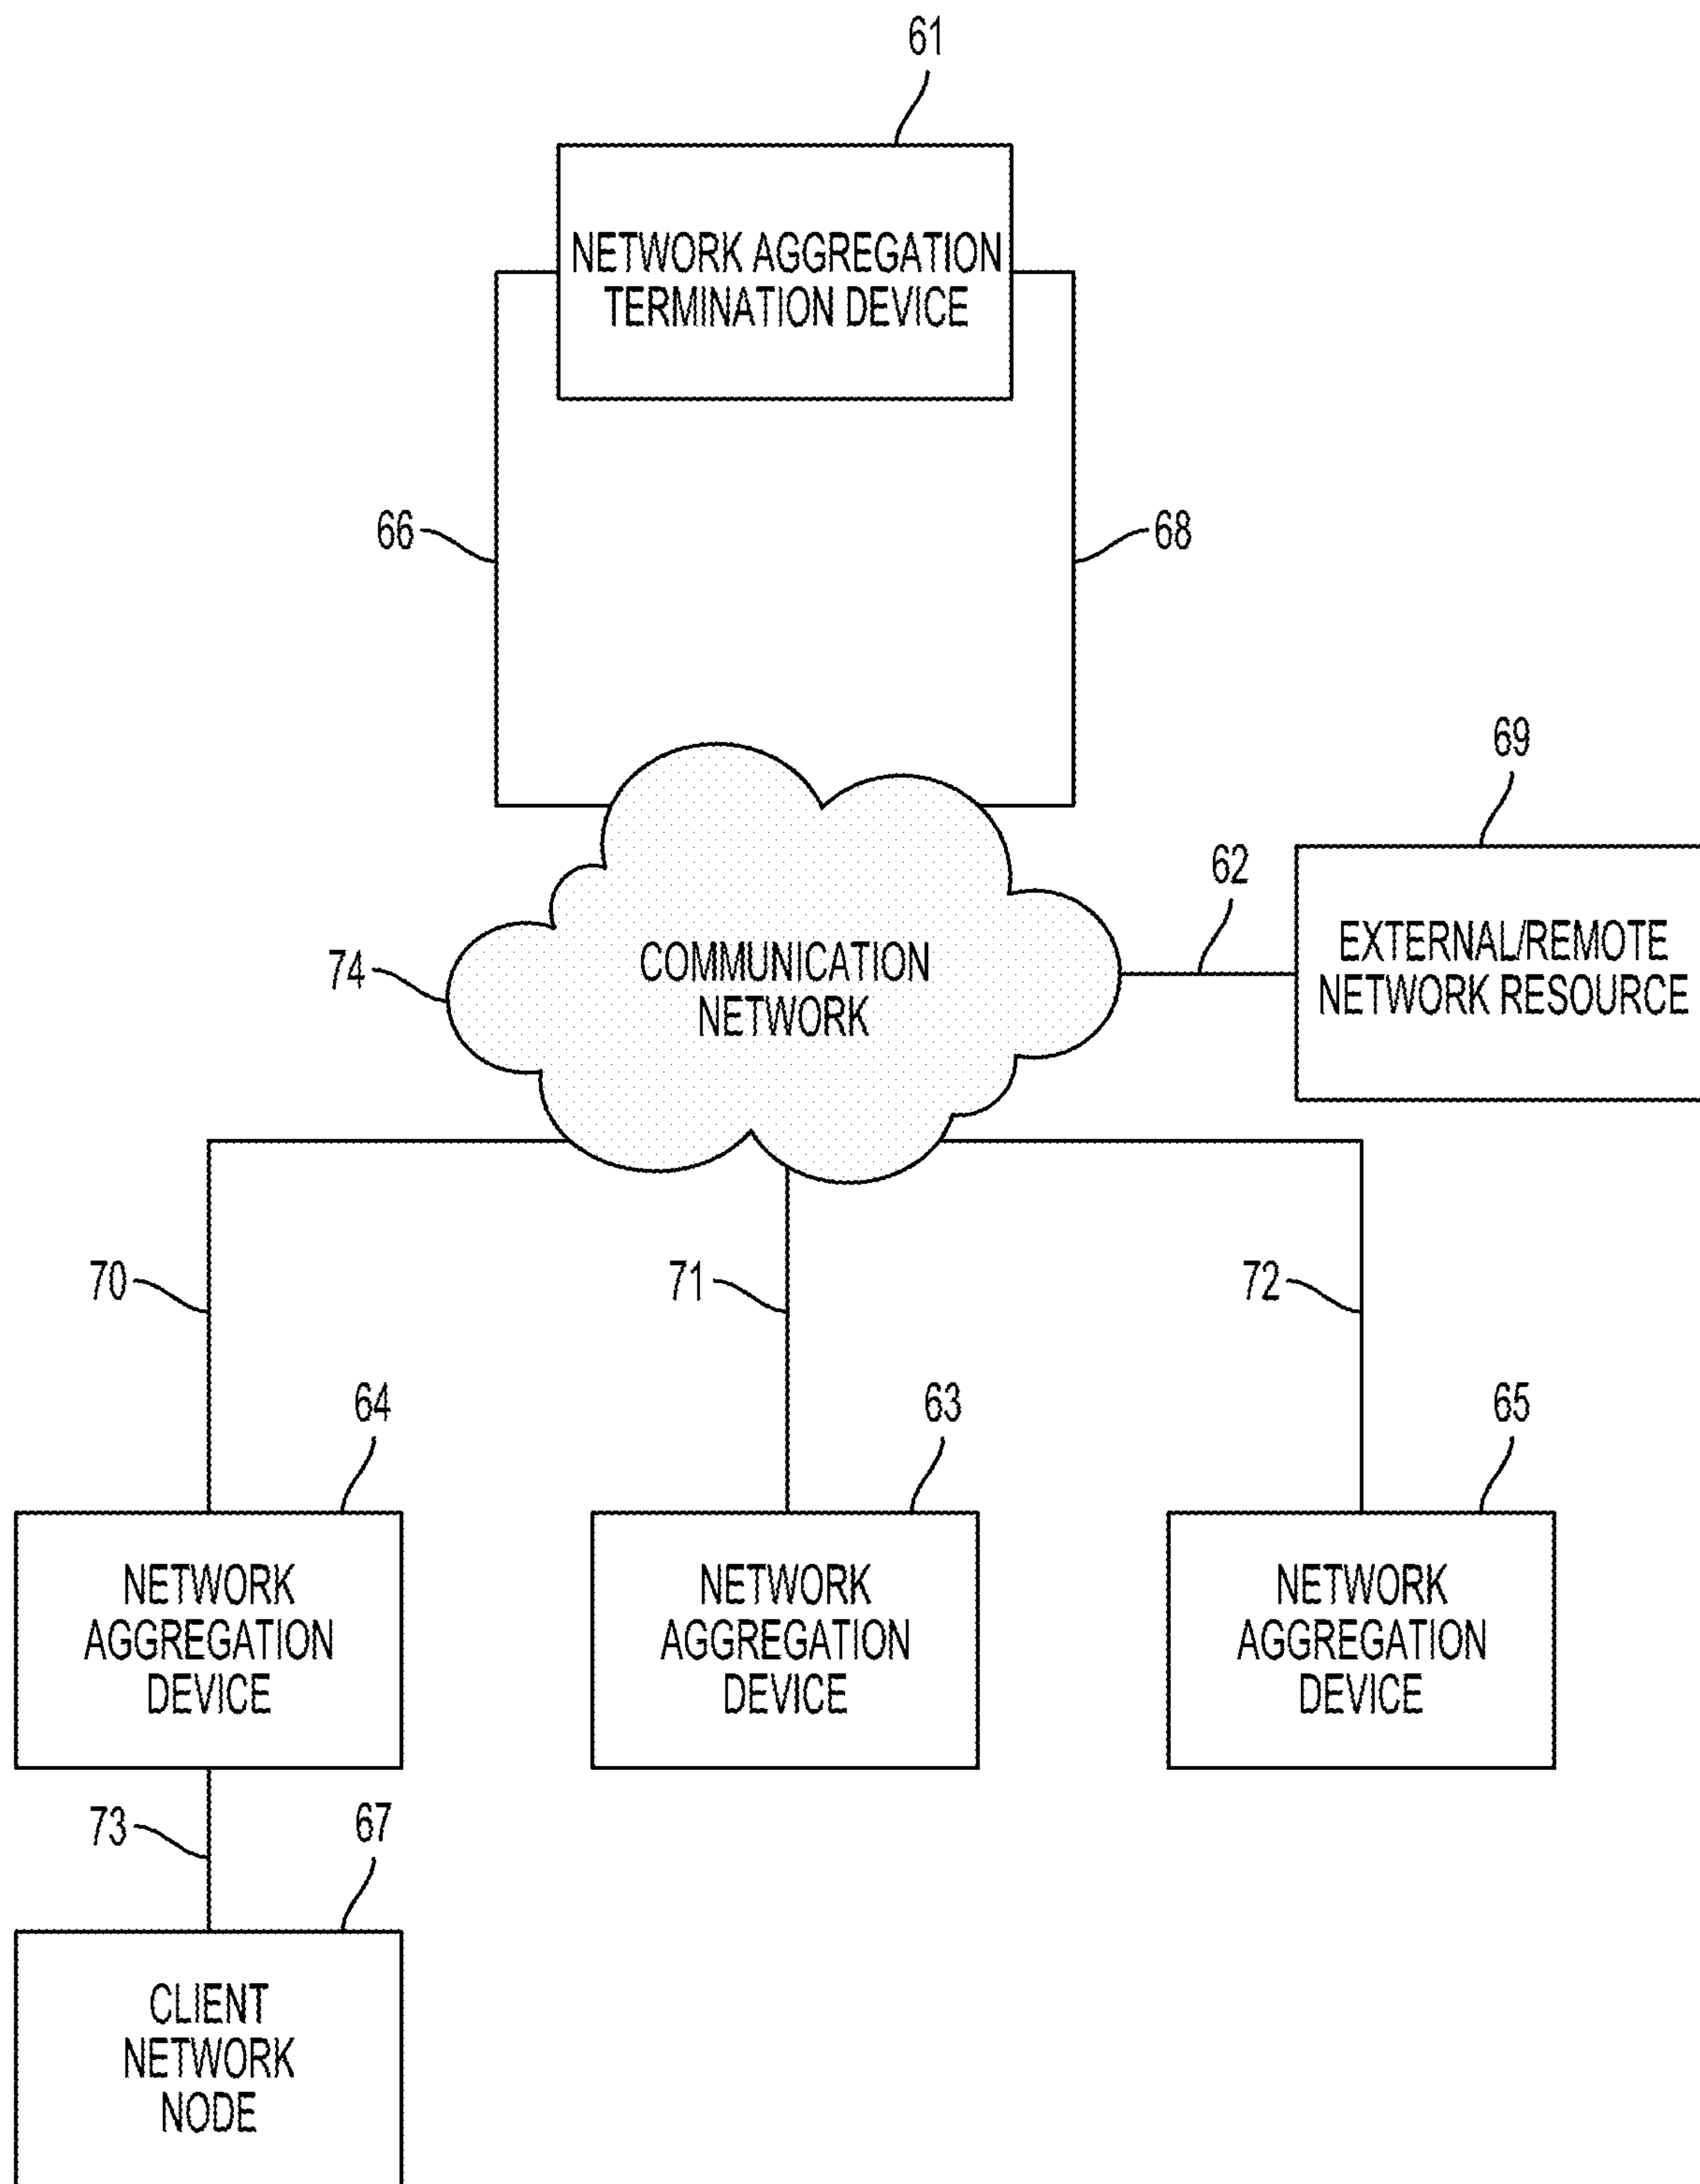 61
NETWORK AGGREGATION
TERMINATION DEVICE
66
68
69
62
EXTERNAL/REMOTE
NETWORK RESOURCE
74
COMMUNICATION
NETWORK
70
71
72
64
63
65
NETWORK
AGGREGATION
DEVICE
NETWORK
AGGREGATION
DEVICE
NETWORK
AGGREGATION
DEVICE
73
67
CLIENT
NETWORK
NODE